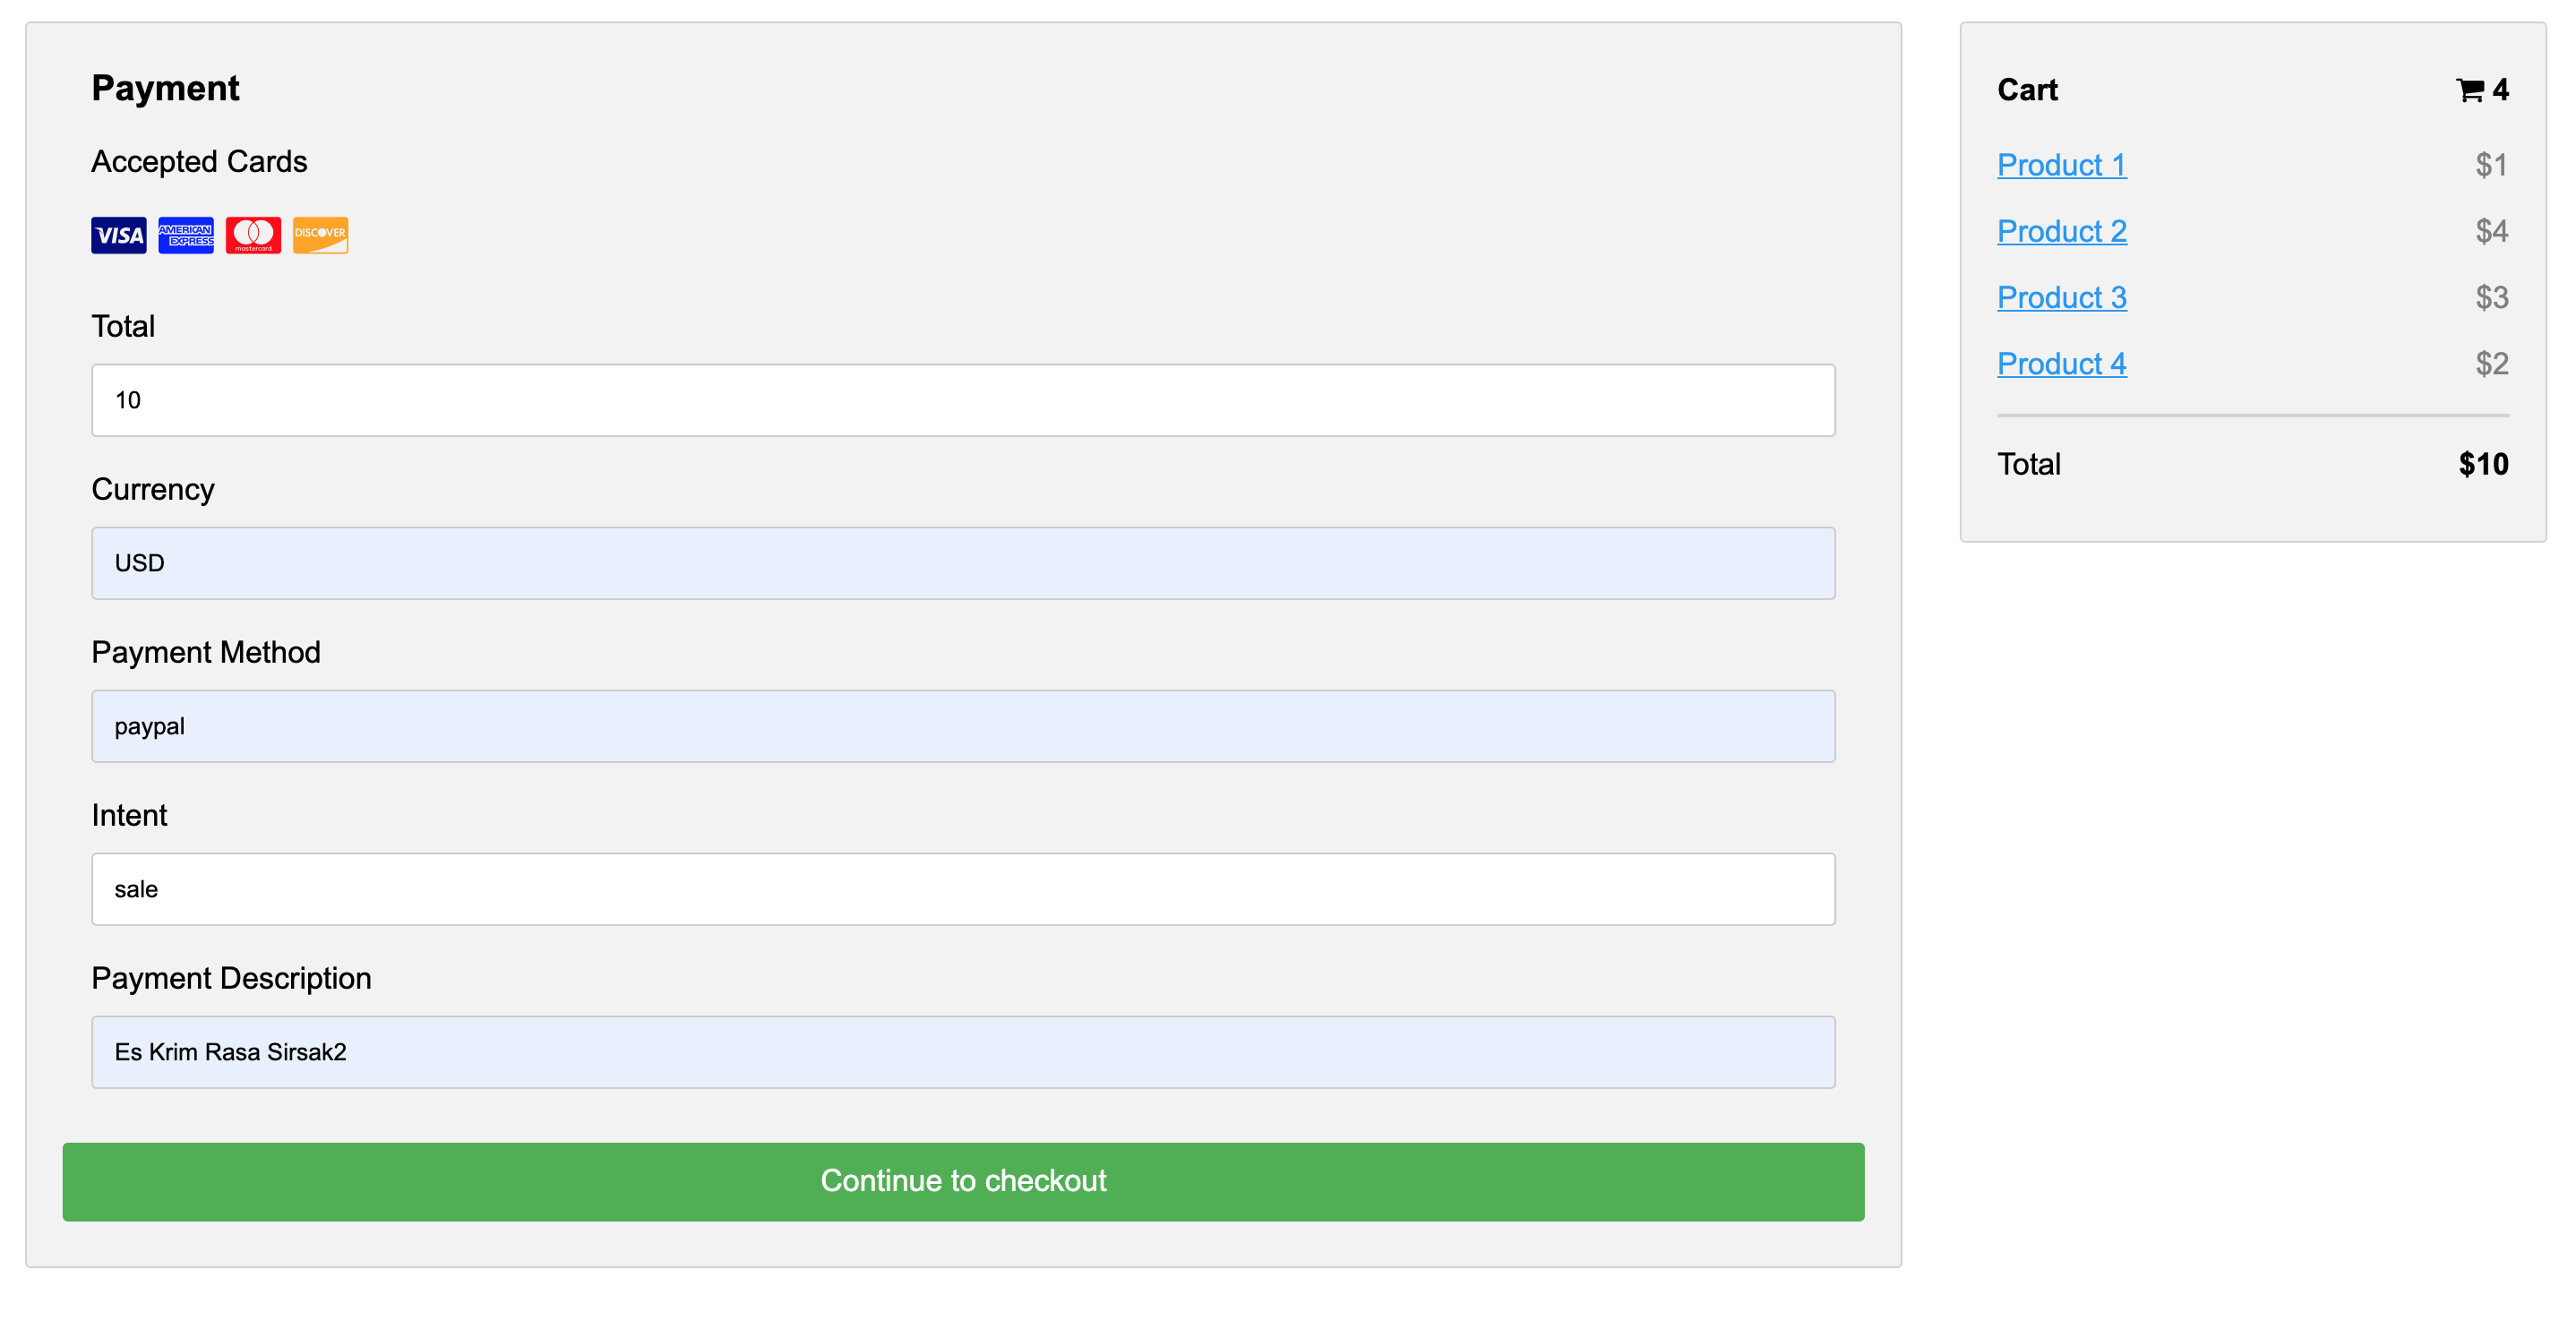 Payment
Accepted Cards
VISA AMERICAN EXPRESS mastercard DISCOVER
Total
10
Currency
USD
Payment Method
paypal
Intent
sale
Payment Description
Es Krim Rasa Sirsak2
Continue to checkout
Cart 4
Product 1 $1
Product 2 $4
Product 3 $3
Product 4 $2
Total $10